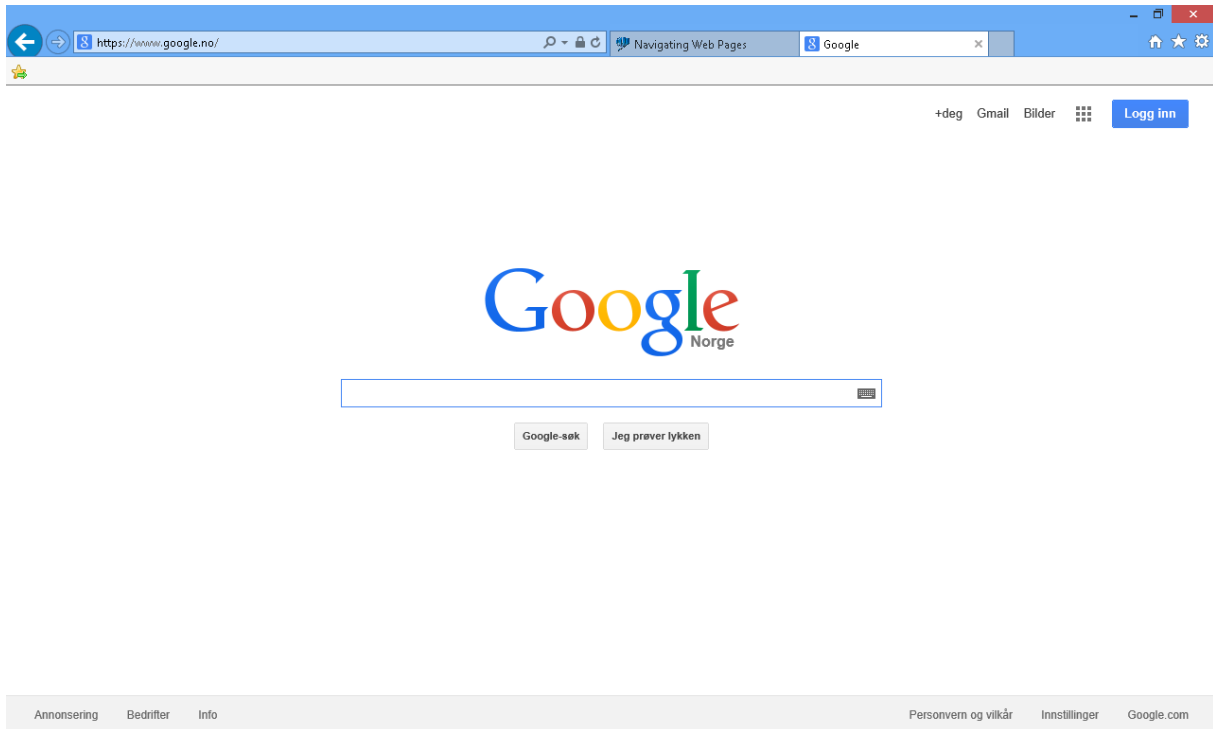 https://www.google.no/ Navigating Web Pages Google
+deg Gmail Bilder Logg inn
Google
Norge
Google-søk Jeg prøver lykken
Annonsering Bedrifter Info Personvern og vilkår Innstillinger Google.com